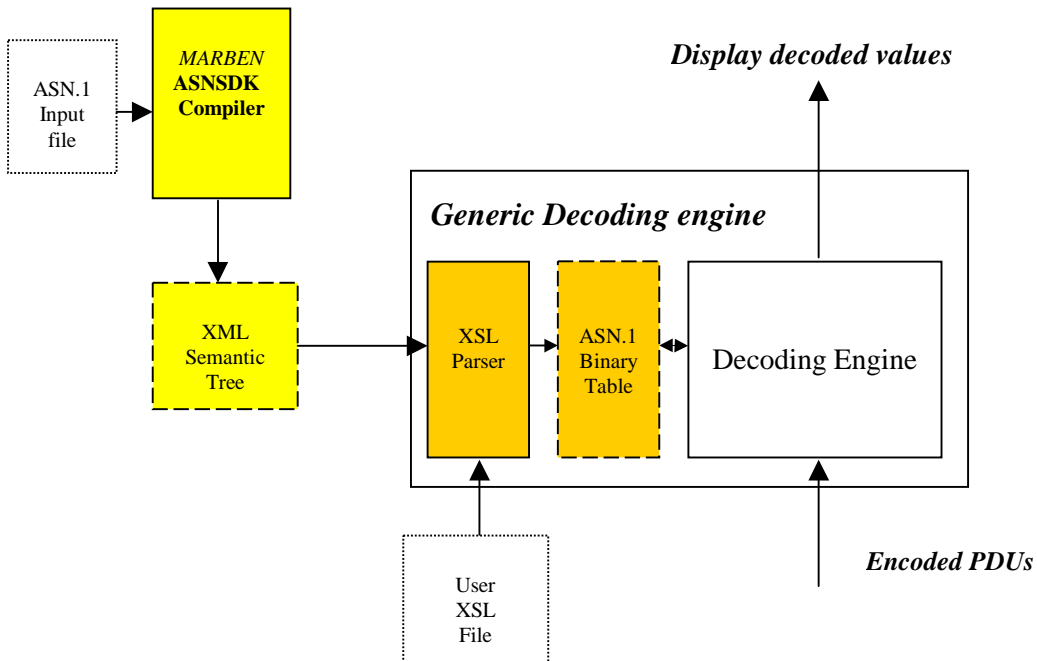 MARBEN
ASNSDK
Compiler
ASN.1
Input
file
Display decoded values
Generic Decoding engine
XML
Semantic
Tree
XSL
Parser
ASN.1
Binary
Table
Decoding Engine
User
XSL
File
Encoded PDUs